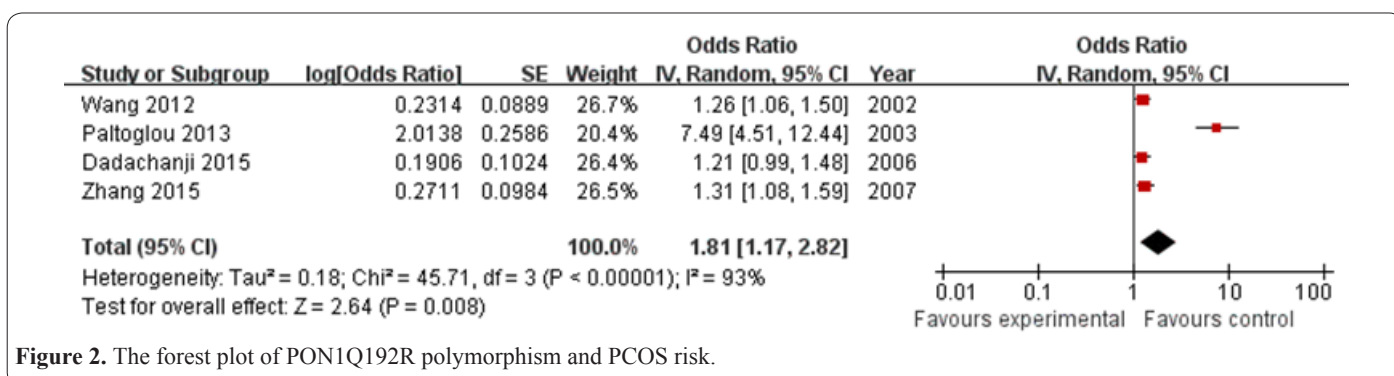 Odds Ratio Odds Ratio
Study or Subgroup log[Odds Ratio] SE Weight IV, Random, 95% CI Year IV, Random, 95% CI
Wang 2012 0.2314 0.0889 26.7% 1.26 [1.06, 1.50] 2002
Paltoglou 2013 2.0138 0.2586 20.4% 7.49 [4.51, 12.44] 2003
Dadachanji 2015 0.1906 0.1024 26.4% 1.21 [0.99, 1.48] 2006
Zhang 2015 0.2711 0.0984 26.5% 1.31 [1.08, 1.59] 2007
Total (95% CI) 100.0% 1.81 [1.17, 2.82]
Heterogeneity: Tau² = 0.18; Chi² = 45.71, df = 3 (P < 0.00001); I² = 93%
Test for overall effect: Z = 2.64 (P = 0.008)
0.01 0.1 1 10 100
Favours experimental Favours control
Figure 2. The forest plot of PON1Q192R polymorphism and PCOS risk.